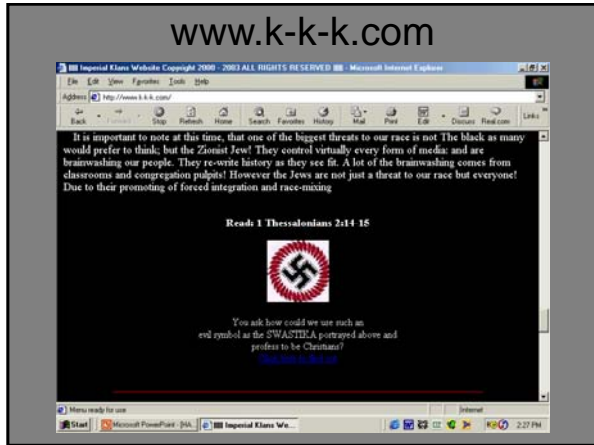 www.k-k-k.com
Imperial Klans Website Copyright 2000 - 2003 ALL RIGHTS RESERVED - Microsoft Internet Explorer
File Edit View Favorites Tools Help
Address http://www.k-k-k.com/
Back Forward Stop Refresh Home Search Favorites History Mail Print Edit Discuss Real.com Links
It is important to note at this time, that one of the biggest threats to our race is not The black as many
would prefer to think; but the Zionist Jew! They control virtually every form of media: and are
brainwashing our people. They re-write history as they see fit. A lot of the brainwashing comes from
classrooms and congregation pulpits! However the Jews are not just a threat to our race but everyone!
Due to their promoting of forced integration and race-mixing
Read: 1 Thessalonians 2:14-15
You ask how could we use such an
evil symbol as the SWASTIKA portrayed above and
profess to be Christians?
Menu ready for use
Internet
Start Microsoft PowerPoint - [HA... Imperial Klans We... 2:27 PM